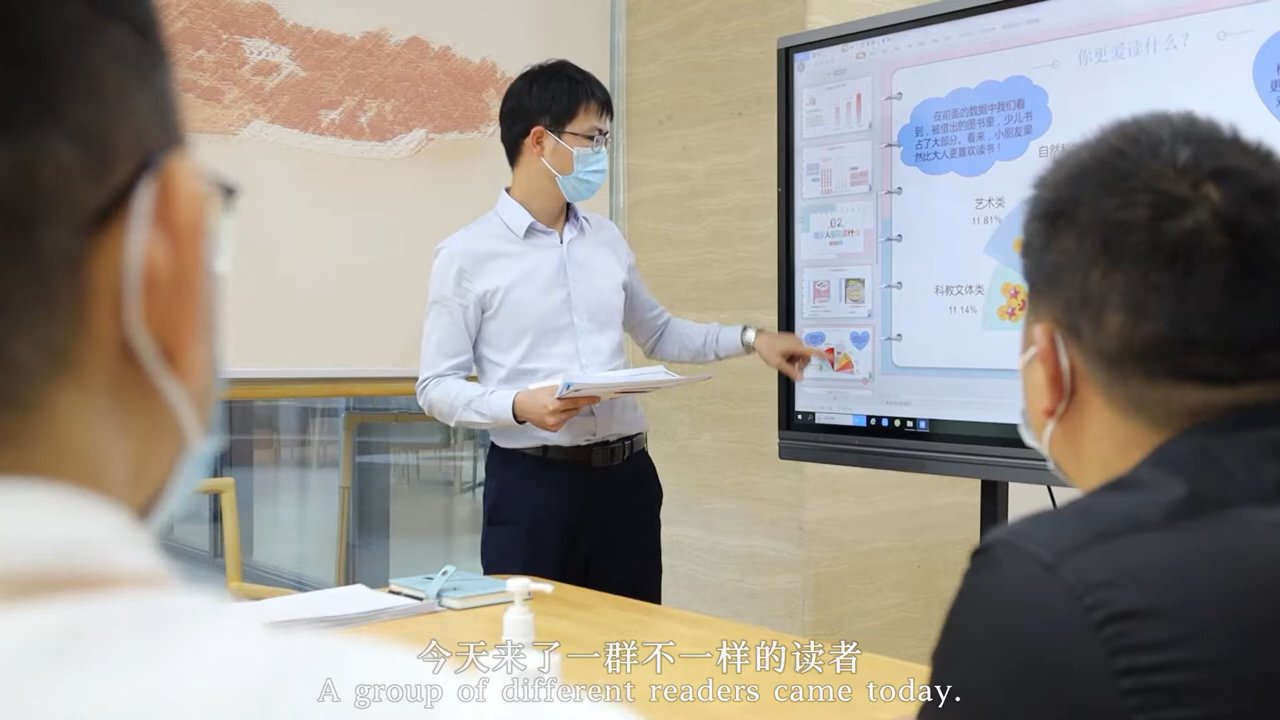 你更爱读什么?
在前面的数据中我们看
到,被借出的图书里,少儿书
占了大部分。看来,小朋友果
然比大人更喜欢读书!
自然科
艺术类
11.81%
科教文体类
11.14%
02
今天来了一群不一样的读者
A group of different readers came today.